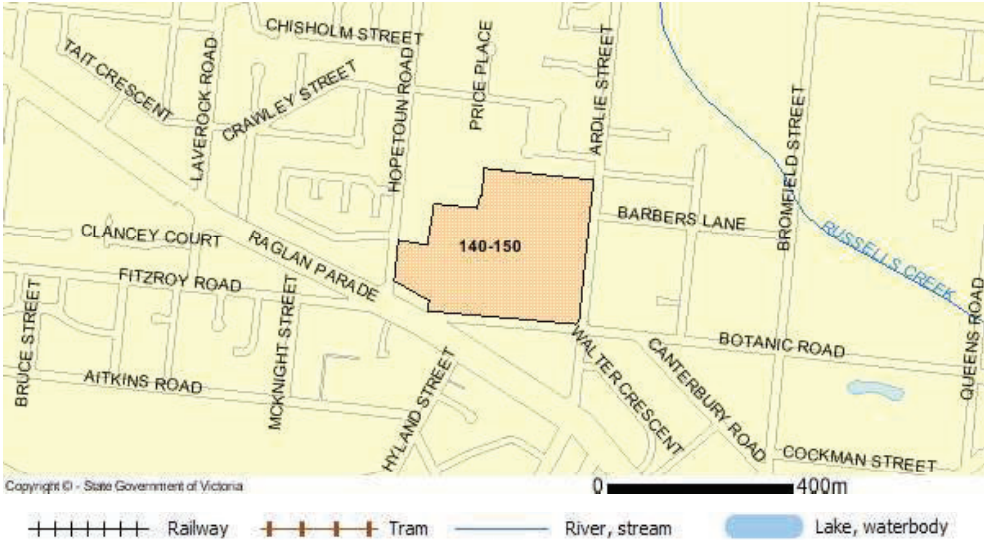 CHISHOLM STREET
TAIT CRESCENT
LAVEROCK ROAD
CRAWLEY STREET
HOPETOUN ROAD
PRICE PLACE
ARDLIE STREET
BROMFIELD STREET
BARBERS LANE
RUSSELLS CREEK
QUEENS ROAD
CLANCEY COURT
RAGLAN PARADE
140-150
FITZROY ROAD
BRUCE STREET
MCKNIGHT STREET
AITKINS ROAD
HYLAND STREET
WALTER CRESCENT
CANTERBURY ROAD
BOTANIC ROAD
COCKMAN STREET
Copyright © - State Government of Victoria
0 400m
Railway Tram River, stream Lake, waterbody